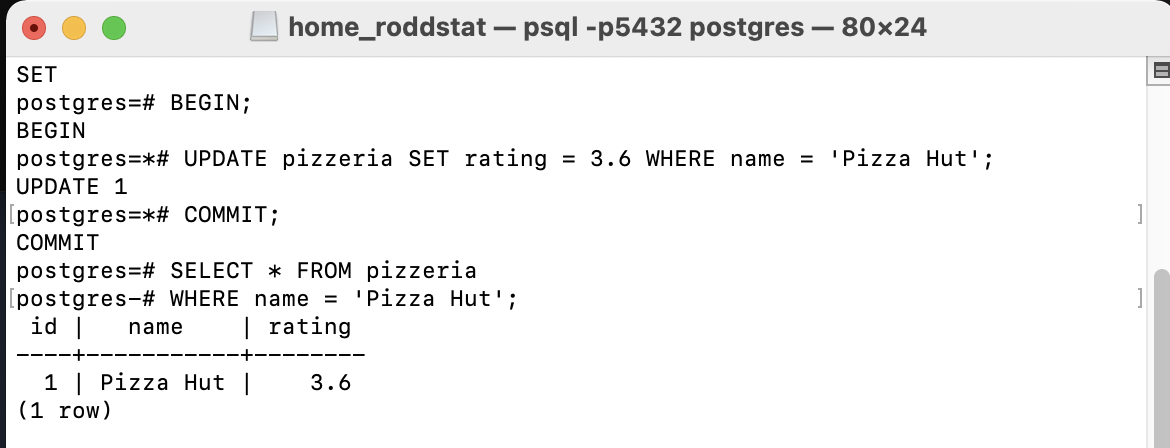 home_roddstat — psql -p5432 postgres — 80×24
SET
postgres=# BEGIN;
BEGIN
postgres=*# UPDATE pizzeria SET rating = 3.6 WHERE name = 'Pizza Hut';
UPDATE 1
[postgres=*# COMMIT; ]
COMMIT
postgres=# SELECT * FROM pizzeria
[postgres-# WHERE name = 'Pizza Hut'; ]
 id |   name    | rating
----+-----------+--------
  1 | Pizza Hut |    3.6
(1 row)